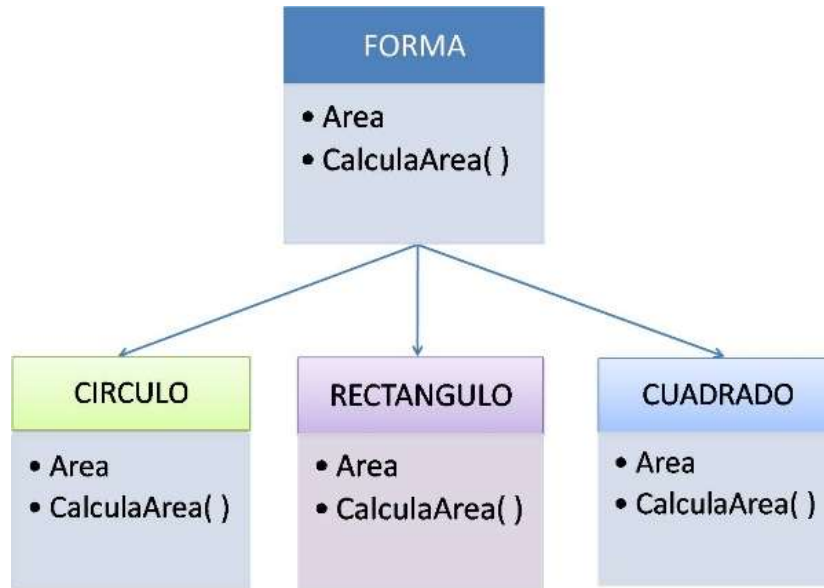 FORMA
• Area
• CalculaArea( )
CIRCULO
• Area
• CalculaArea( )
RECTANGULO
• Area
• CalculaArea( )
CUADRADO
• Area
• CalculaArea( )